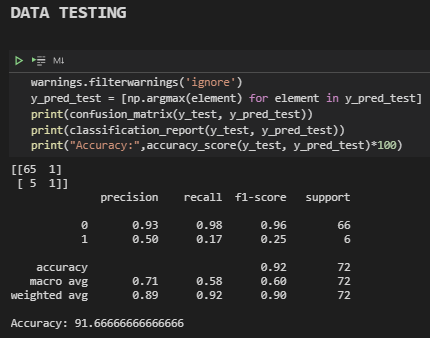 DATA TESTING
M↓
warnings.filterwarnings('ignore')
y_pred_test = [np.argmax(element) for element in y_pred_test]
print(confusion_matrix(y_test, y_pred_test))
print(classification_report(y_test, y_pred_test))
print("Accuracy:",accuracy_score(y_test, y_pred_test)*100)
[[65  1]
 [ 5  1]]
              precision    recall  f1-score   support
           0       0.93      0.98      0.96        66
           1       0.50      0.17      0.25         6
    accuracy                           0.92        72
   macro avg       0.71      0.58      0.60        72
weighted avg       0.89      0.92      0.90        72
Accuracy: 91.66666666666666